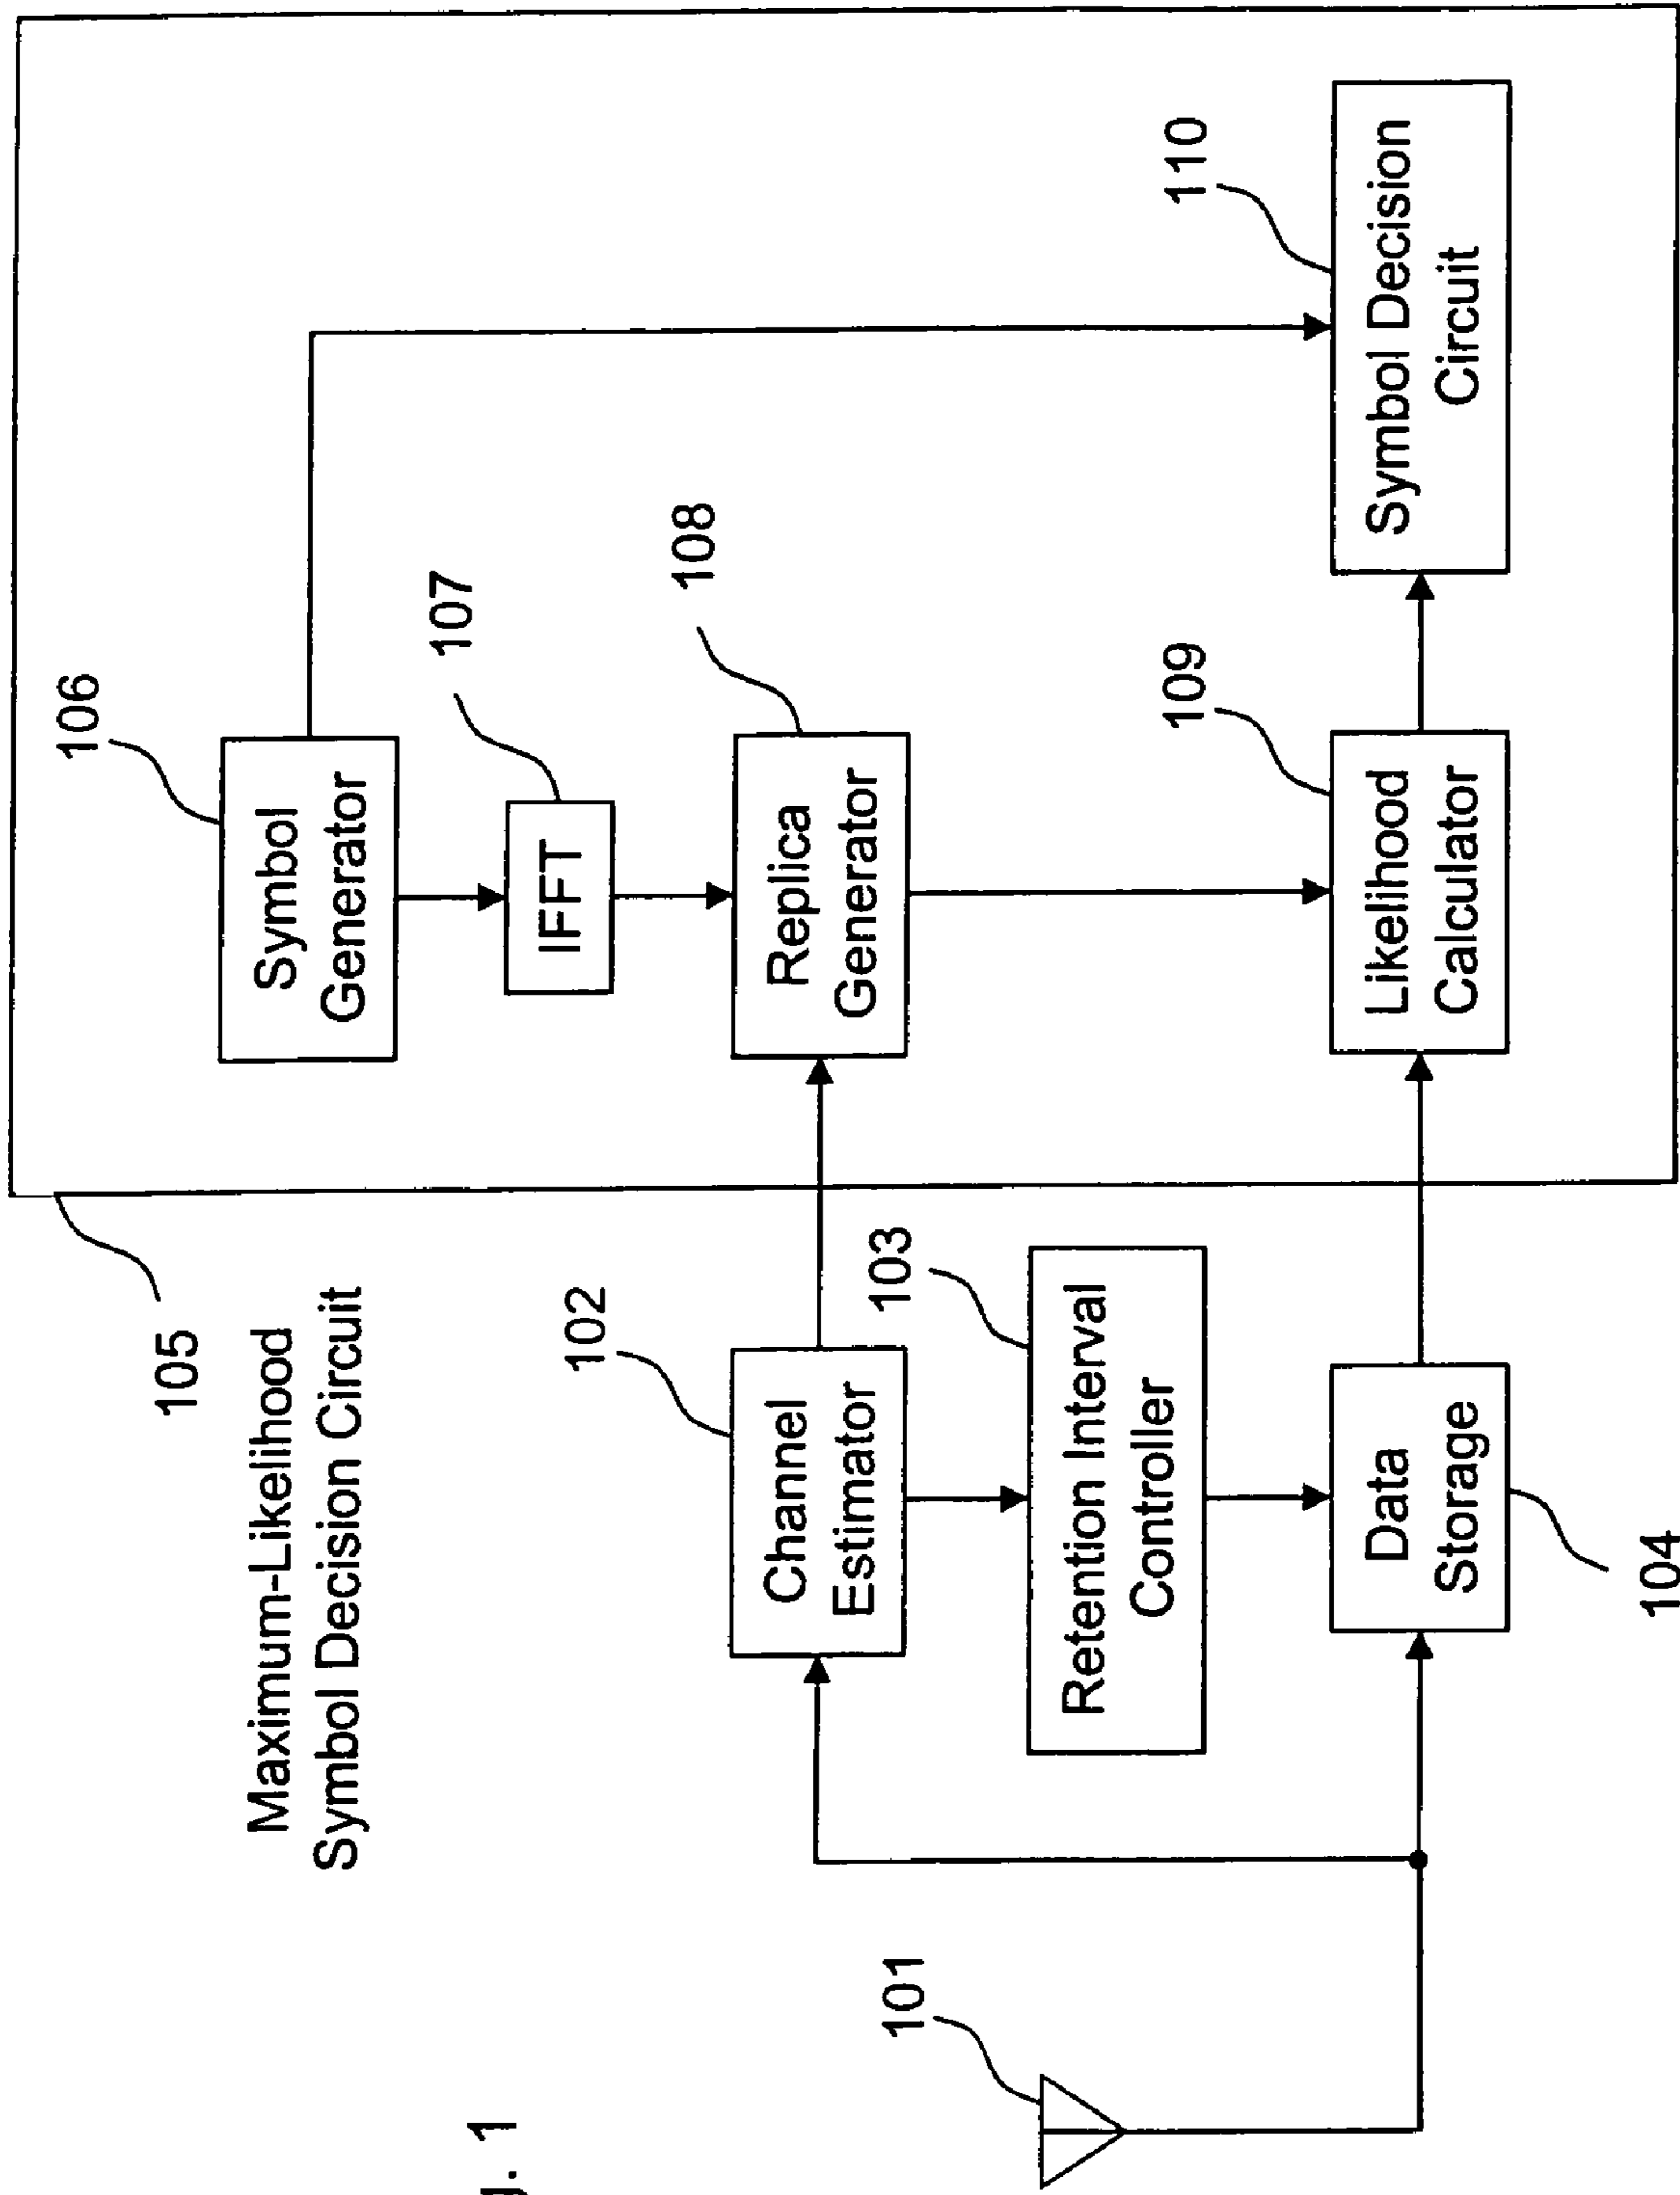 106
Symbol
Generator
107
IFFT
105
Maximum-Likelihood
Symbol Decision Circuit
108
Replica
Generator
102
Channel
Estimator
103
Retention Interval
Controller
110
Symbol Decision
Circuit
109
Likelihood
Calculator
Data
Storage
104
101
1